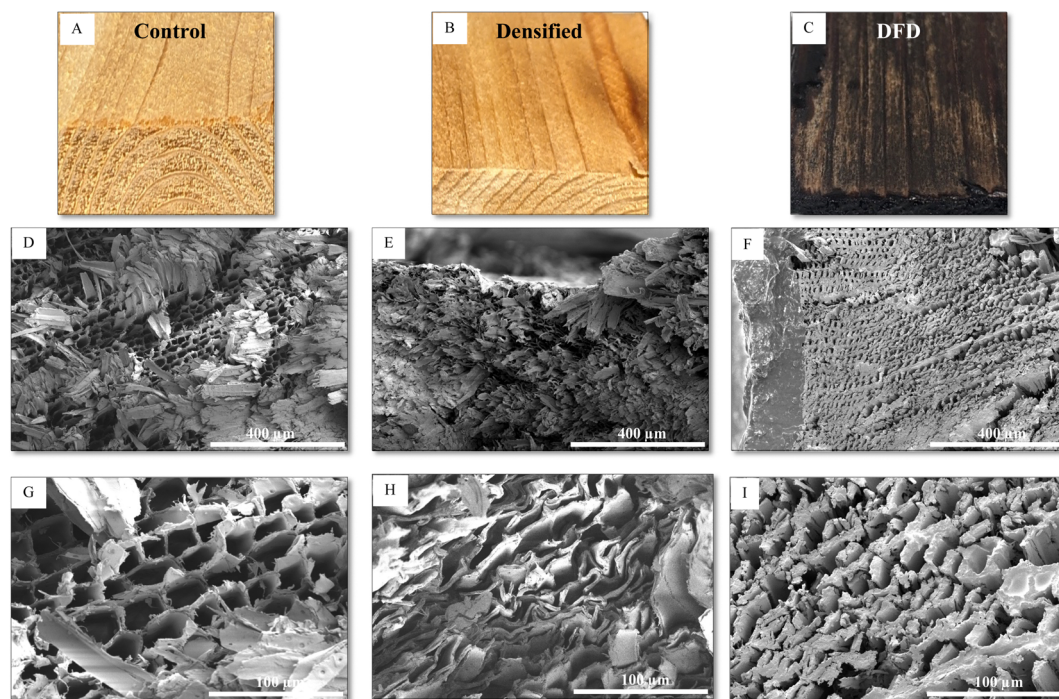 A
Control
B
Densified
C
DFD
D
400 µm
E
400 µm
F
400 µm
G
100 µm
H
100 µm
I
100 µm